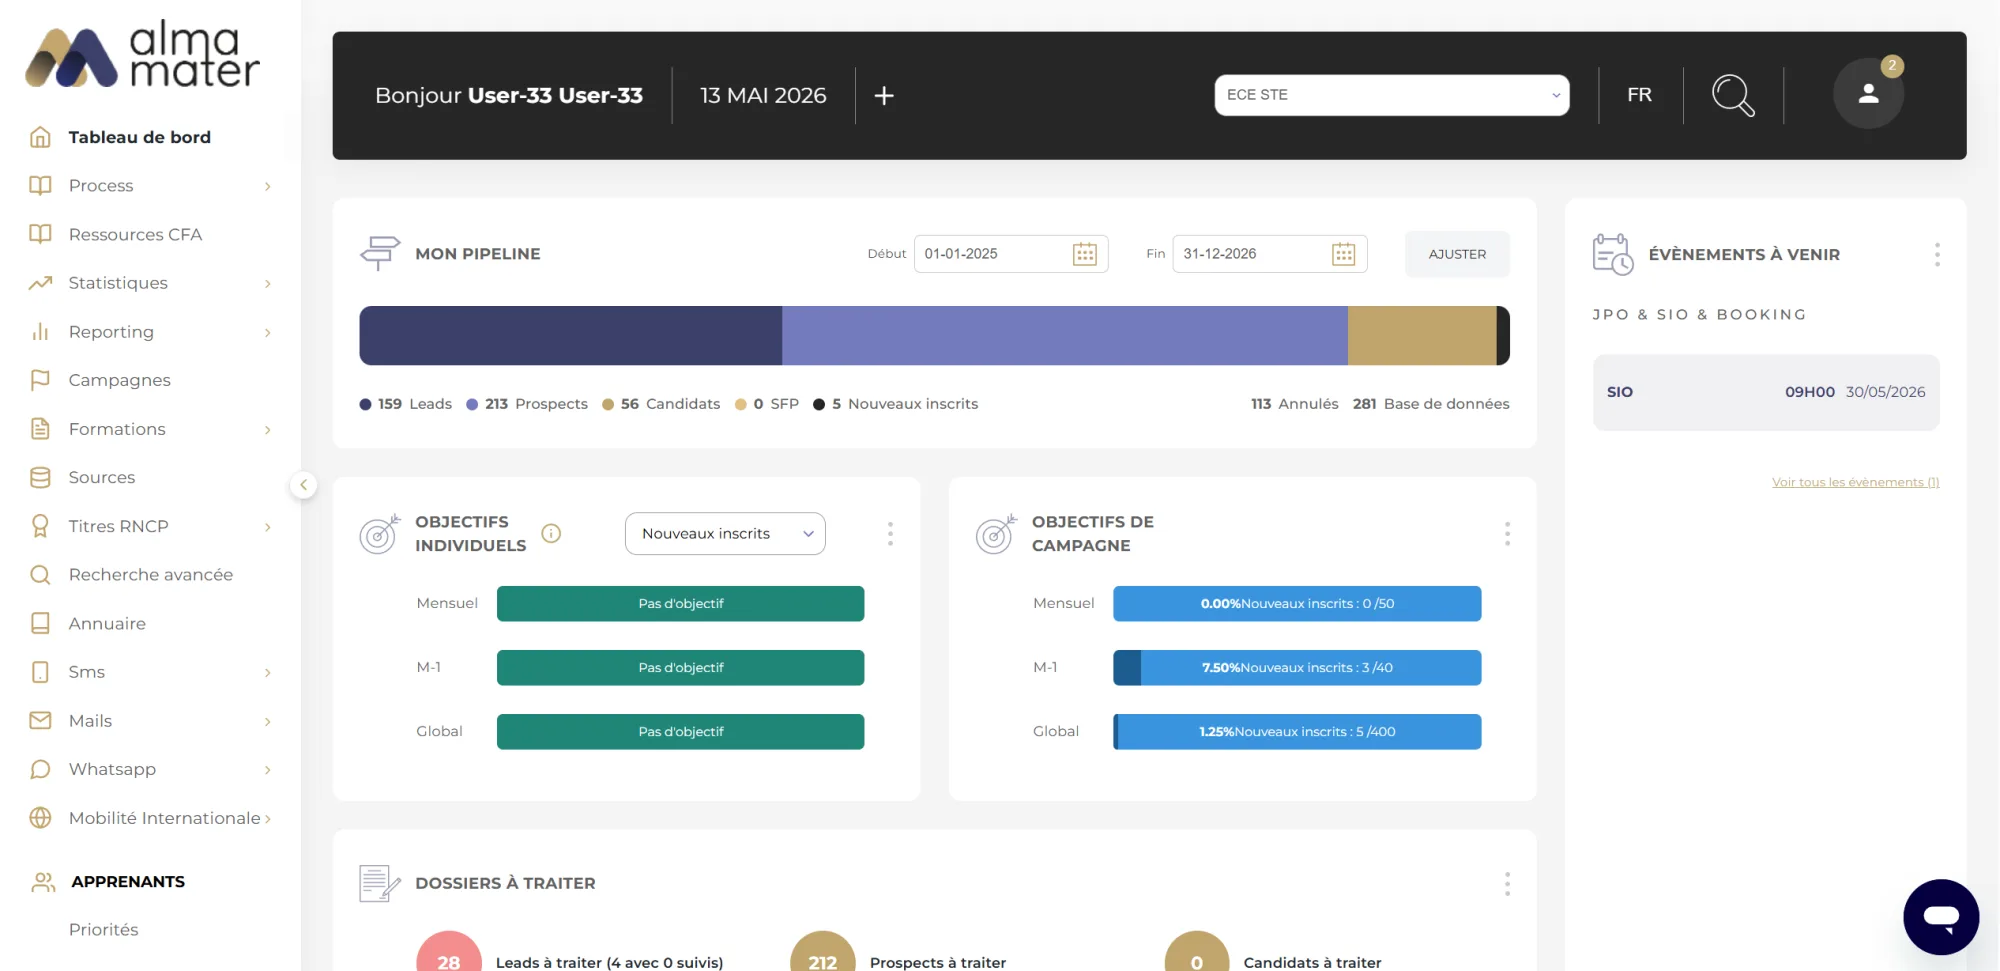 alma
mater
Tableau de bord
Process
Ressources CFA
Statistiques
Reporting
Campagnes
Formations
Sources
Titres RNCP
Recherche avancée
Annuaire
Sms
Mails
Whatsapp
Mobilité Internationale
APPRENANTS
Priorités
Bonjour User-33 User-33
13 MAI 2026
+
ECE STE
FR
2
MON PIPELINE
Début 01-01-2025
Fin 31-12-2026
AJUSTER
159 Leads 213 Prospects 56 Candidats 0 SFP 5 Nouveaux inscrits
113 Annulés 281 Base de données
OBJECTIFS
INDIVIDUELS
Nouveaux inscrits
Mensuel Pas d'objectif
M-1 Pas d'objectif
Global Pas d'objectif
OBJECTIFS DE
CAMPAGNE
Mensuel 0.00%Nouveaux inscrits : 0 /50
M-1 7.50%Nouveaux inscrits : 3 /40
Global 1.25%Nouveaux inscrits : 5 /400
DOSSIERS À TRAITER
28 Leads à traiter (4 avec 0 suivis)
212 Prospects à traiter
0 Candidats à traiter
ÉVÈNEMENTS À VENIR
JPO & SIO & BOOKING
SIO 09H00 30/05/2026
Voir tous les évènements (1)